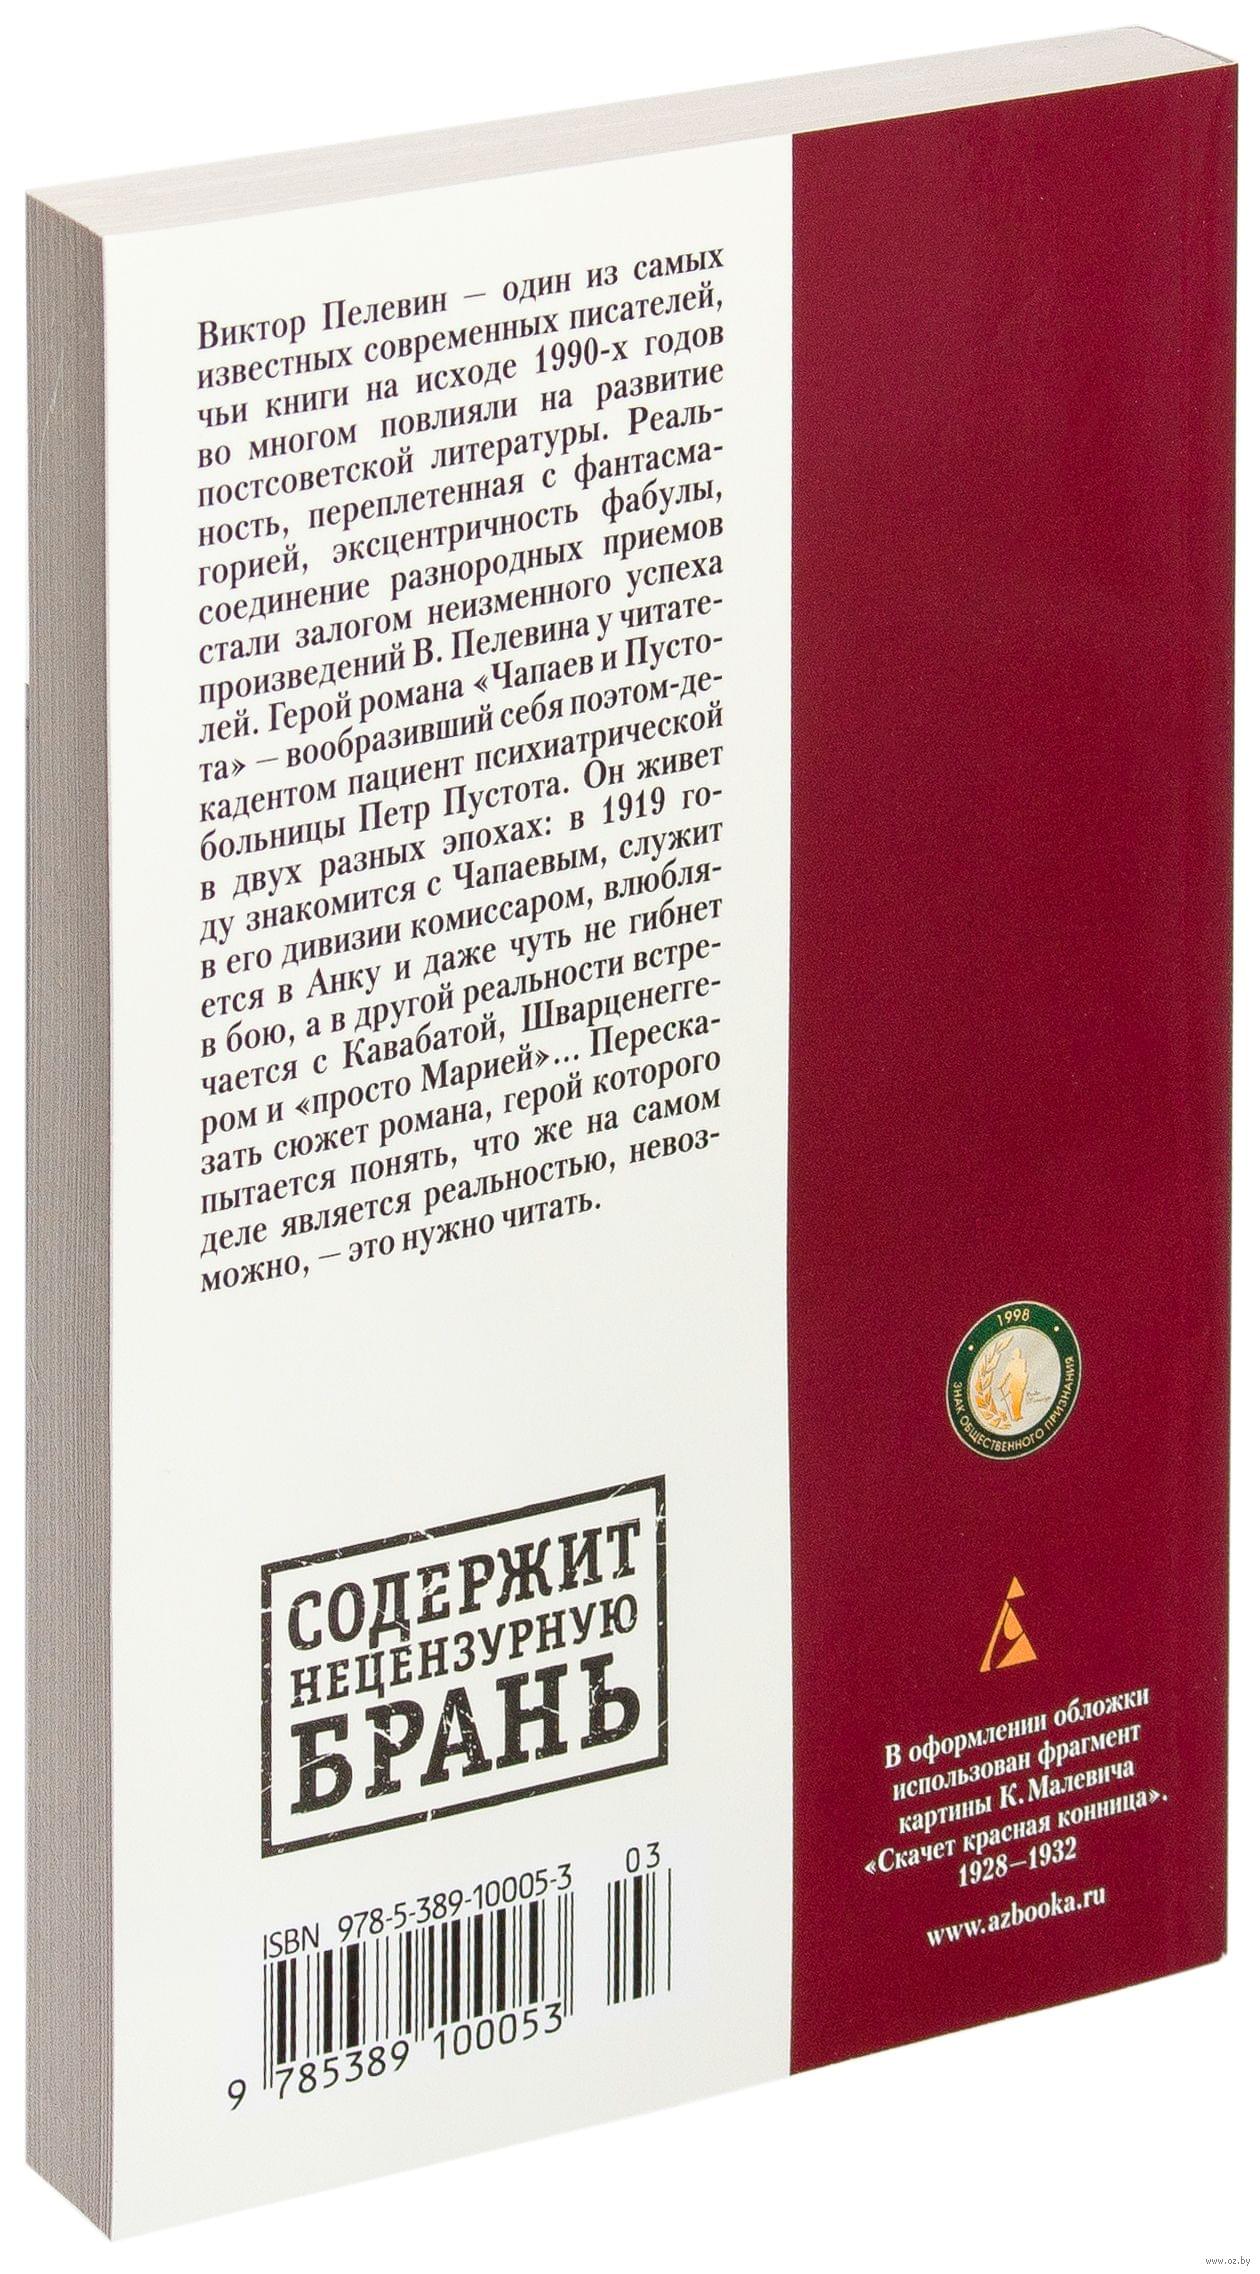 Виктор Пелевин — один из самых
известных современных писателей,
чьи книги на исходе 1990-х годов
во многом повлияли на развитие
постсоветской литературы. Реаль-
ность, переплетенная с фантасма-
горией, эксцентричность фабулы,
соединение разнородных приемов
стали залогом неизменного успеха
произведений В. Пелевина у читате-
лей. Герой романа «Чапаев и Пусто-
та» — вообразивший себя поэтом-де-
кадентом пациент психиатрической
больницы Петр Пустота. Он живет
в двух разных эпохах: в 1919 го-
ду знакомится с Чапаевым, служит
в его дивизии комиссаром, влюбля-
ется в Анку и даже чуть не гибнет
в бою, а в другой реальности встре-
чается с Кавабатой, Шварценегге-
ром и «просто Марией»... Переска-
зать сюжет романа, герой которого
пытается понять, что же на самом
деле является реальностью, невоз-
можно, — это нужно читать.
СОДЕРЖИТ
НЕЦЕНЗУРНУЮ
БРАНЬ
ISBN 978-5-389-10005-3
03
9 785389 100053
1998
ЗНАК ОБЩЕСТВЕННОГО ПРИЗНАНИЯ
В оформлении обложки
использован фрагмент
картины К. Малевича
«Скачет красная конница».
1928—1932
www.azbooka.ru
www.oz.by